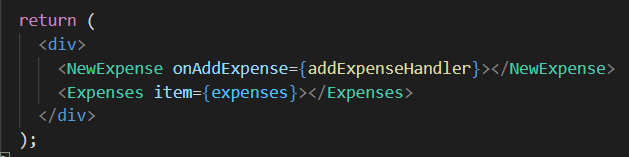 return (
<div>
<NewExpense onAddExpense={addExpenseHandler}></NewExpense>
<Expenses item={expenses}></Expenses>
</div>
);